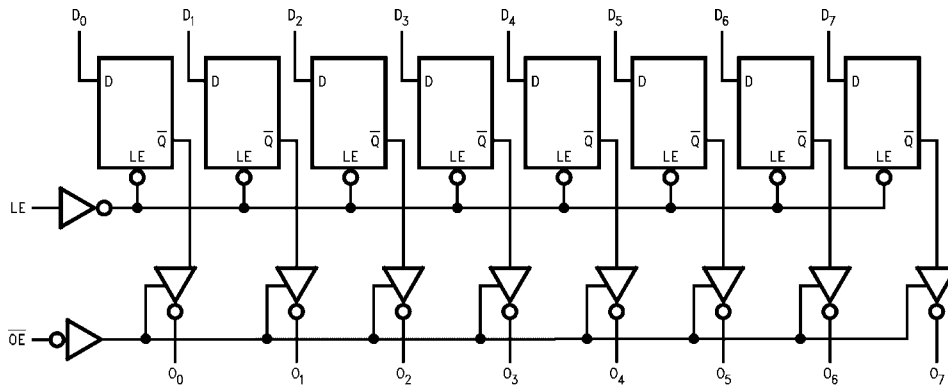 D₀ D₁ D₂ D₃ D₄ D₅ D₆ D₇
D D D D D D D D
Q̅ Q̅ Q̅ Q̅ Q̅ Q̅ Q̅ Q̅
LE LE LE LE LE LE LE LE
LE
O̅E̅
O₀ O₁ O₂ O₃ O₄ O₅ O₆ O₇